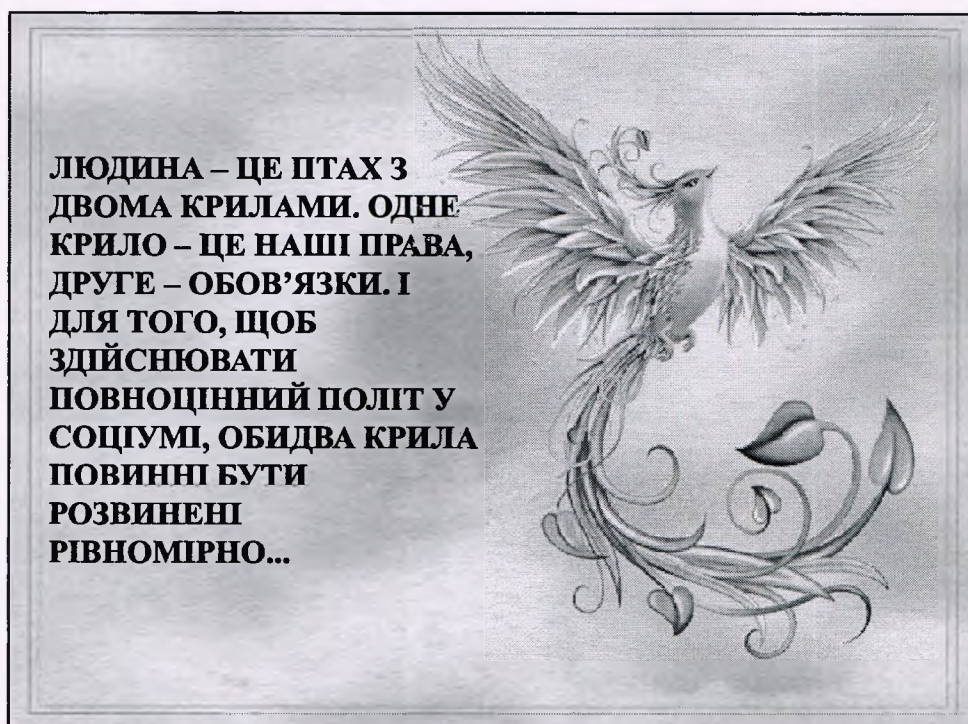 ЛЮДИНА – ЦЕ ПТАХ З
ДВОМА КРИЛАМИ. ОДНЕ
КРИЛО – ЦЕ НАШІ ПРАВА,
ДРУГЕ – ОБОВ’ЯЗКИ. І
ДЛЯ ТОГО, ЩОБ
ЗДІЙСНЮВАТИ
ПОВНОЦІННИЙ ПОЛІТ У
СОЦІУМІ, ОБИДВА КРИЛА
ПОВИННІ БУТИ
РОЗВИНЕНІ
РІВНОМІРНО...